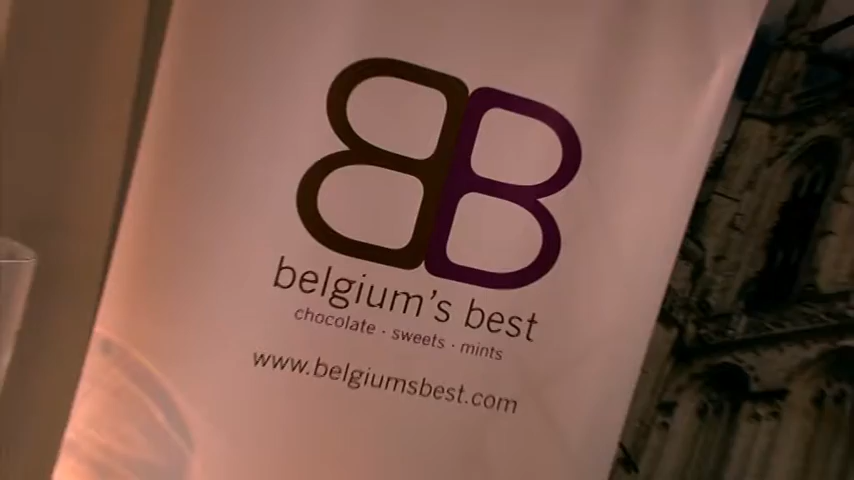 BB
belgium's best
chocolate · sweets · mints
www.belgiumsbest.com